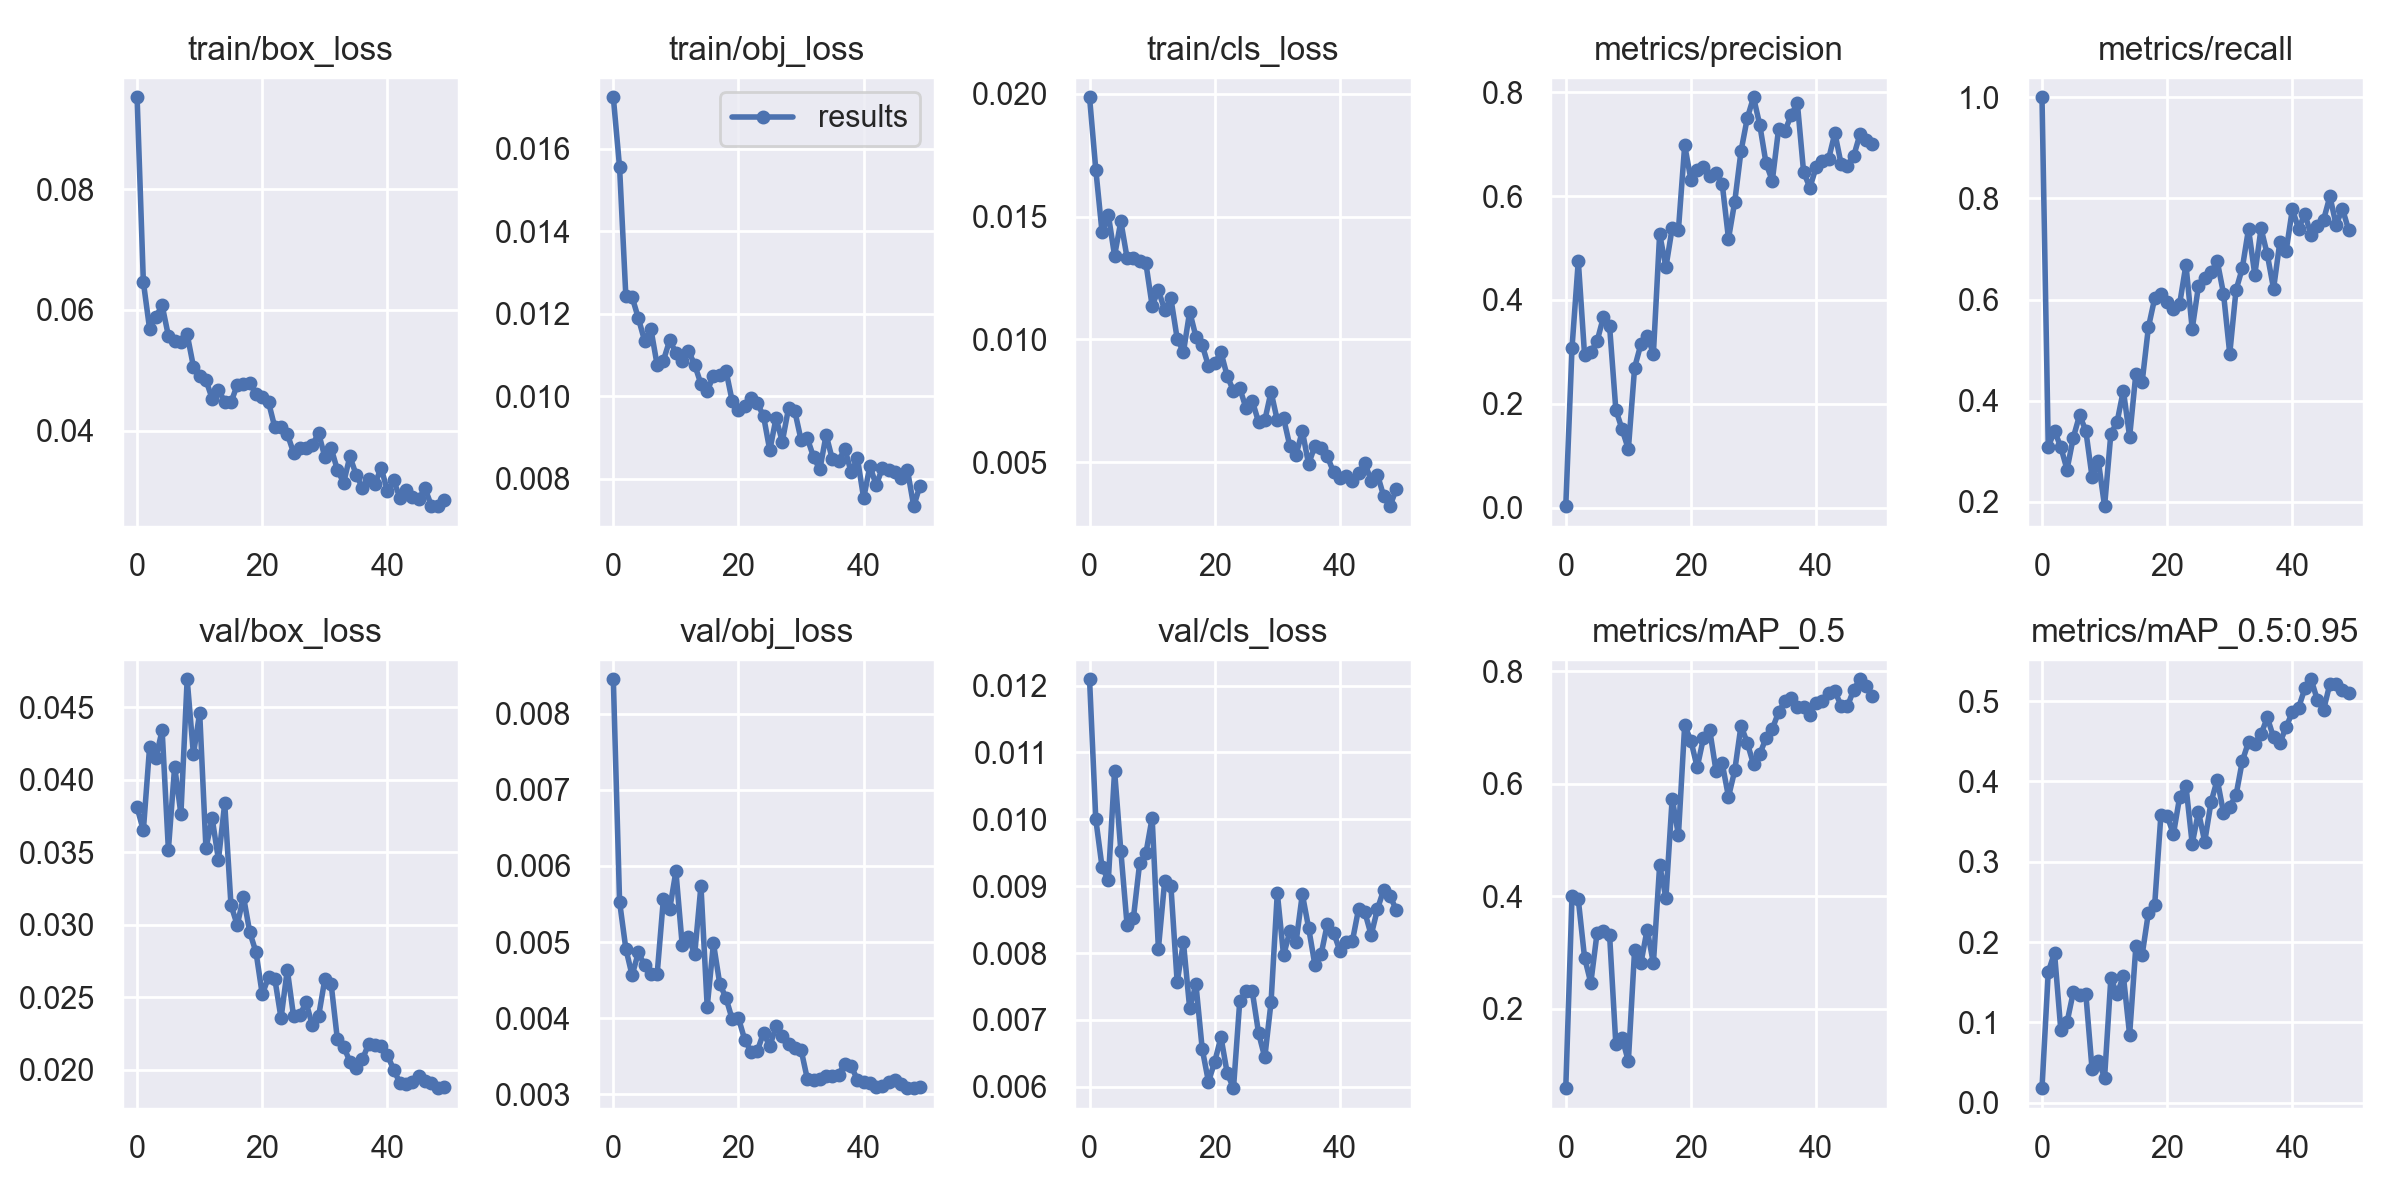 train/box_loss
0.08
0.06
0.04
0 20 40
train/obj_loss
results
0.016
0.014
0.012
0.010
0.008
0 20 40
train/cls_loss
0.020
0.015
0.010
0.005
0 20 40
metrics/precision
0.8
0.6
0.4
0.2
0.0
0 20 40
metrics/recall
1.0
0.8
0.6
0.4
0.2
0 20 40
val/box_loss
0.045
0.040
0.035
0.030
0.025
0.020
0 20 40
val/obj_loss
0.008
0.007
0.006
0.005
0.004
0.003
0 20 40
val/cls_loss
0.012
0.011
0.010
0.009
0.008
0.007
0.006
0 20 40
metrics/mAP_0.5
0.8
0.6
0.4
0.2
0 20 40
metrics/mAP_0.5:0.95
0.5
0.4
0.3
0.2
0.1
0.0
0 20 40